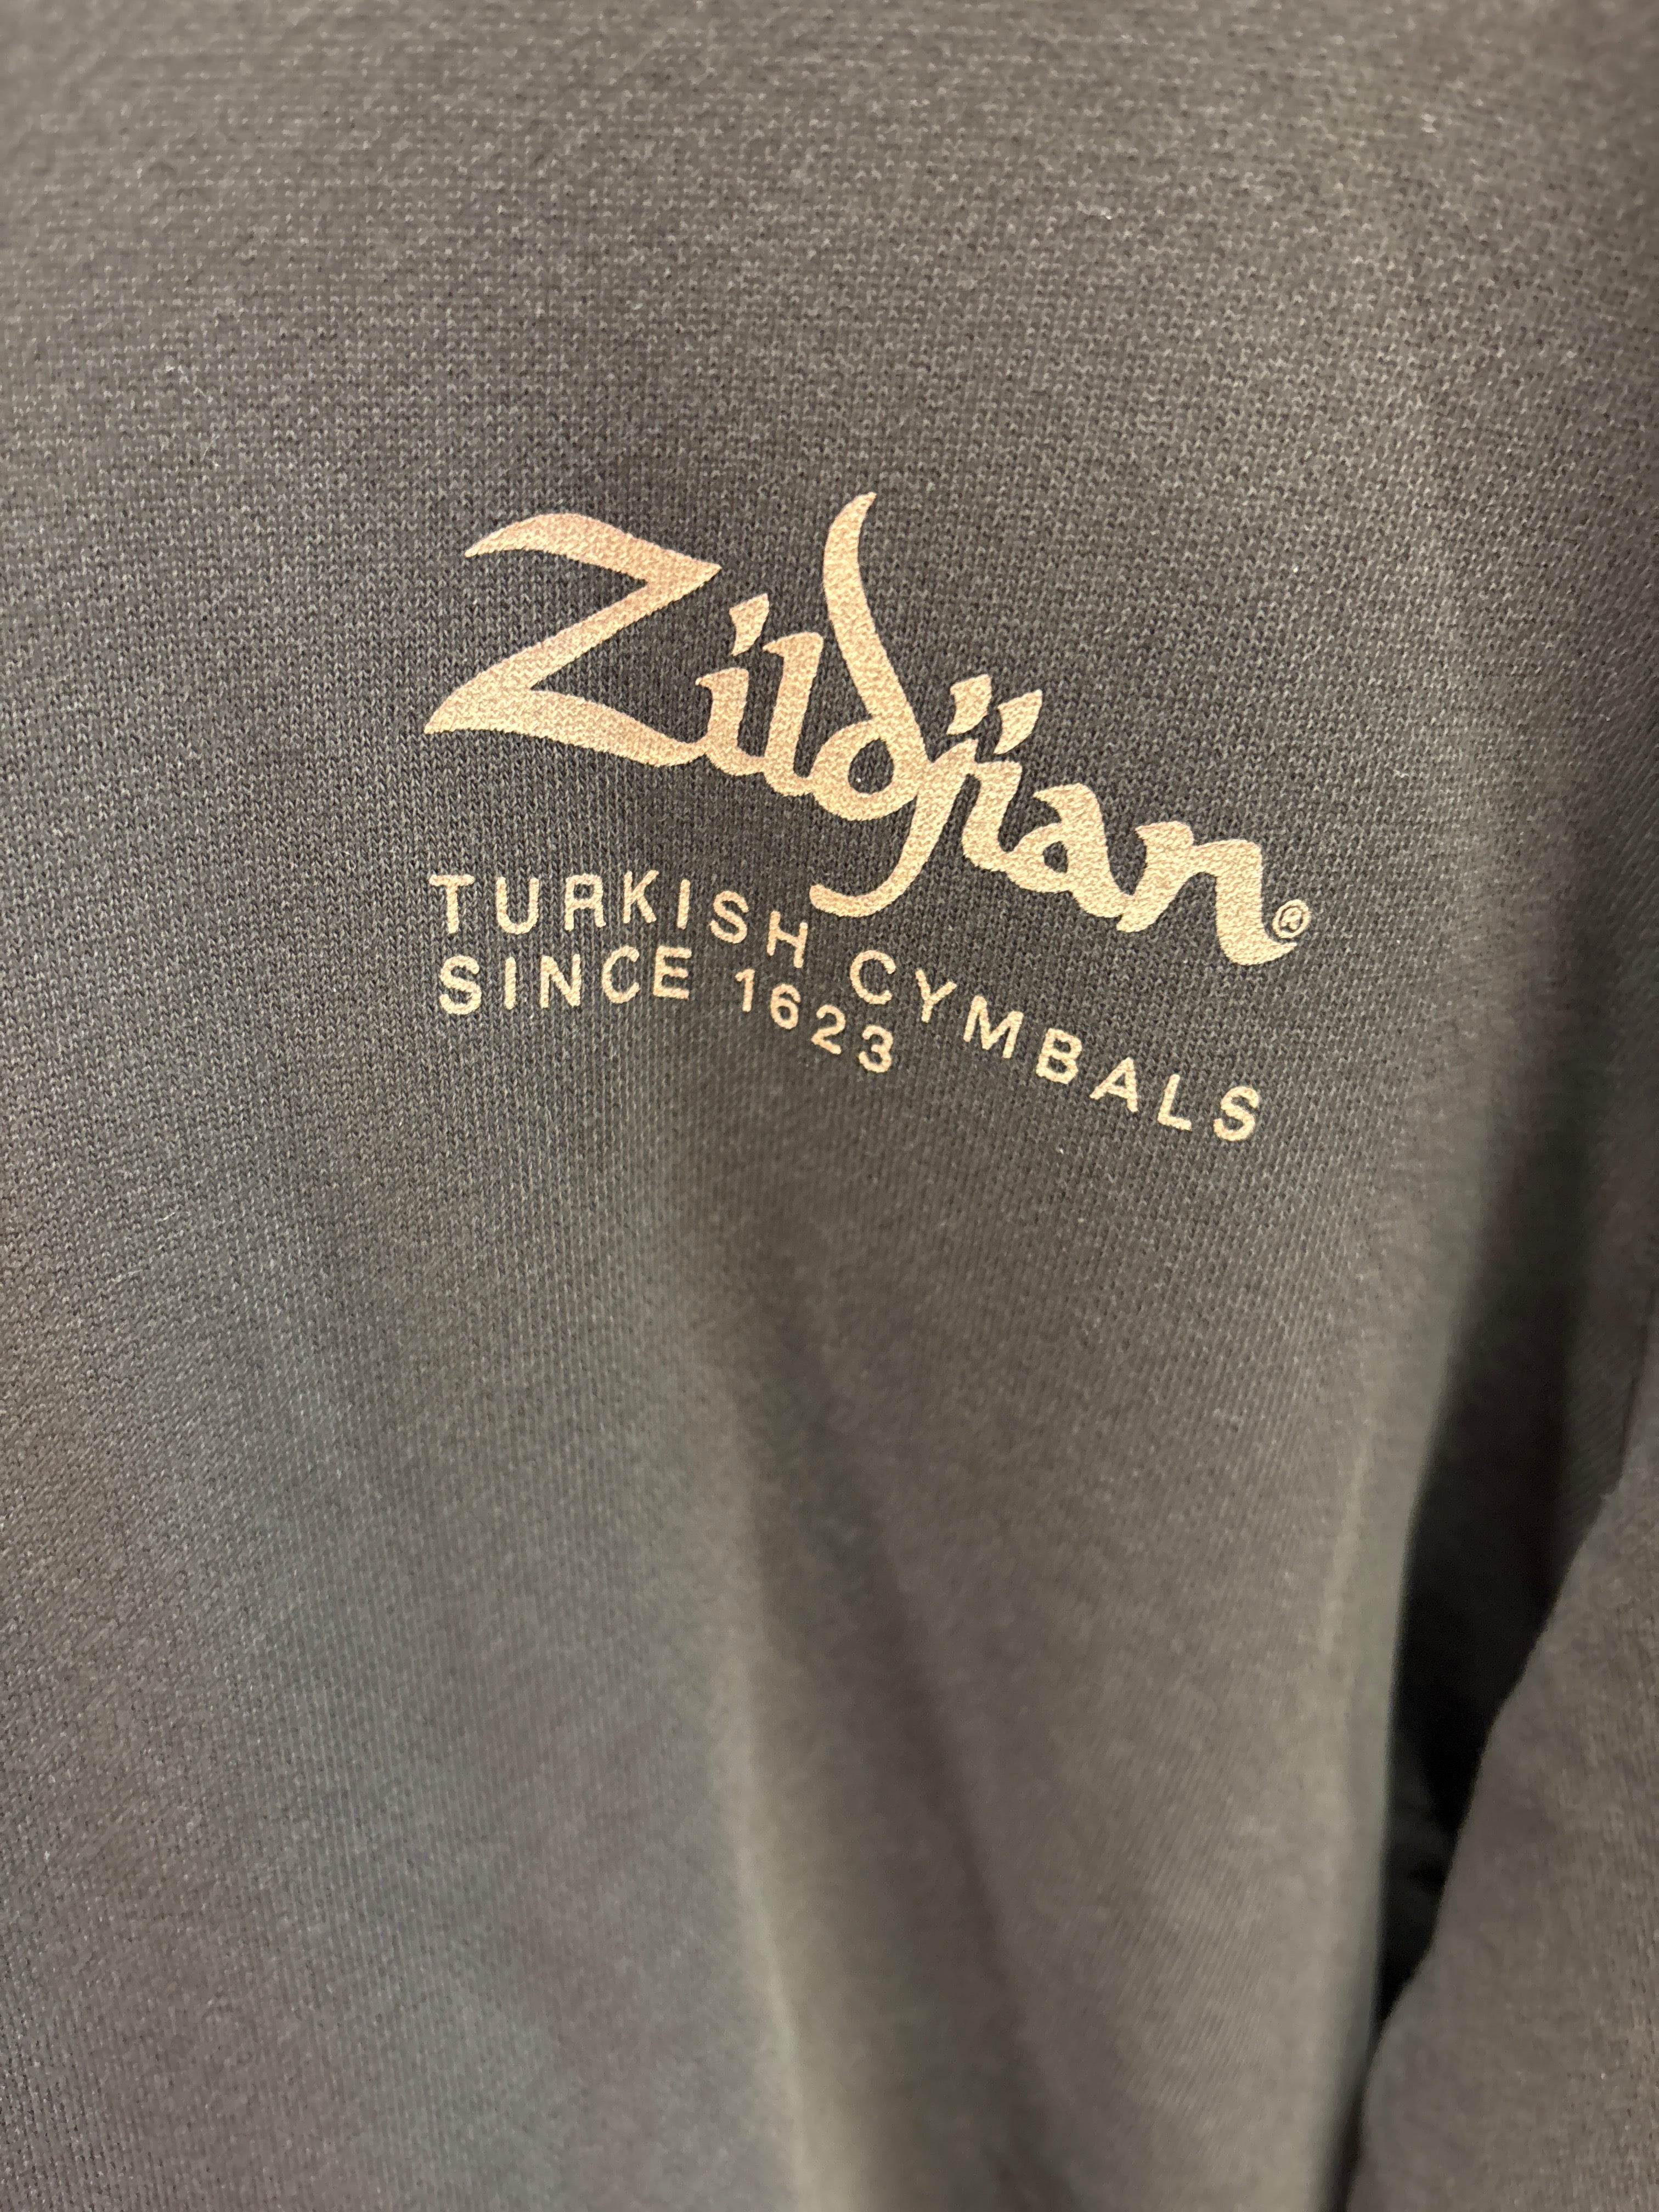 Zildjian®
TURKISH CYMBALS
SINCE 1623